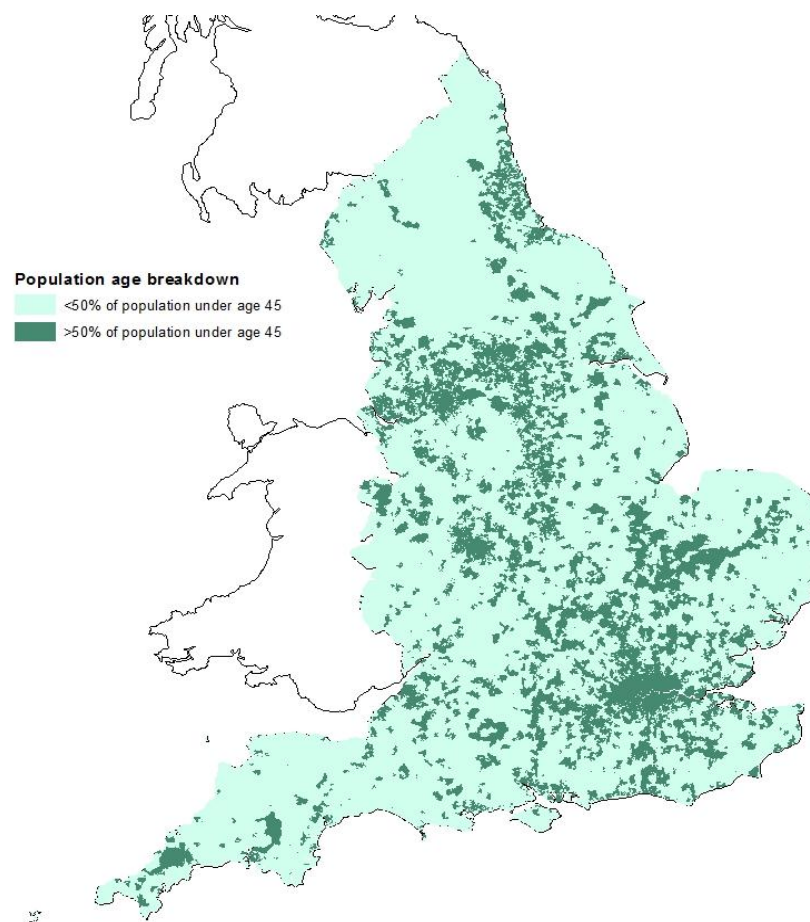 Population age breakdown
<50% of population under age 45
>50% of population under age 45